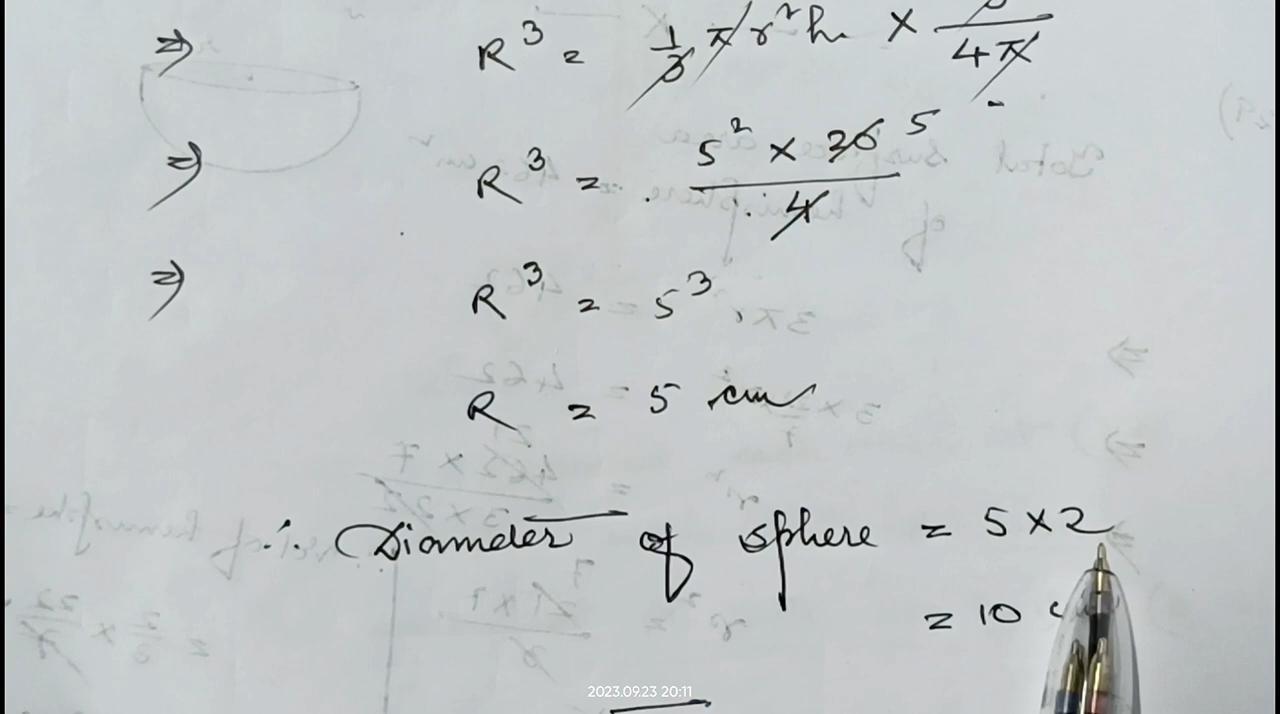 ⇒ R³ = 1/3 π r² h × 3/4π
⇒ R³ = 5² × 20 5 / 4
⇒ R³ = 5³
R = 5 cm
∴ Diameter of sphere = 5 × 2
= 10
2023.09.23 20:11